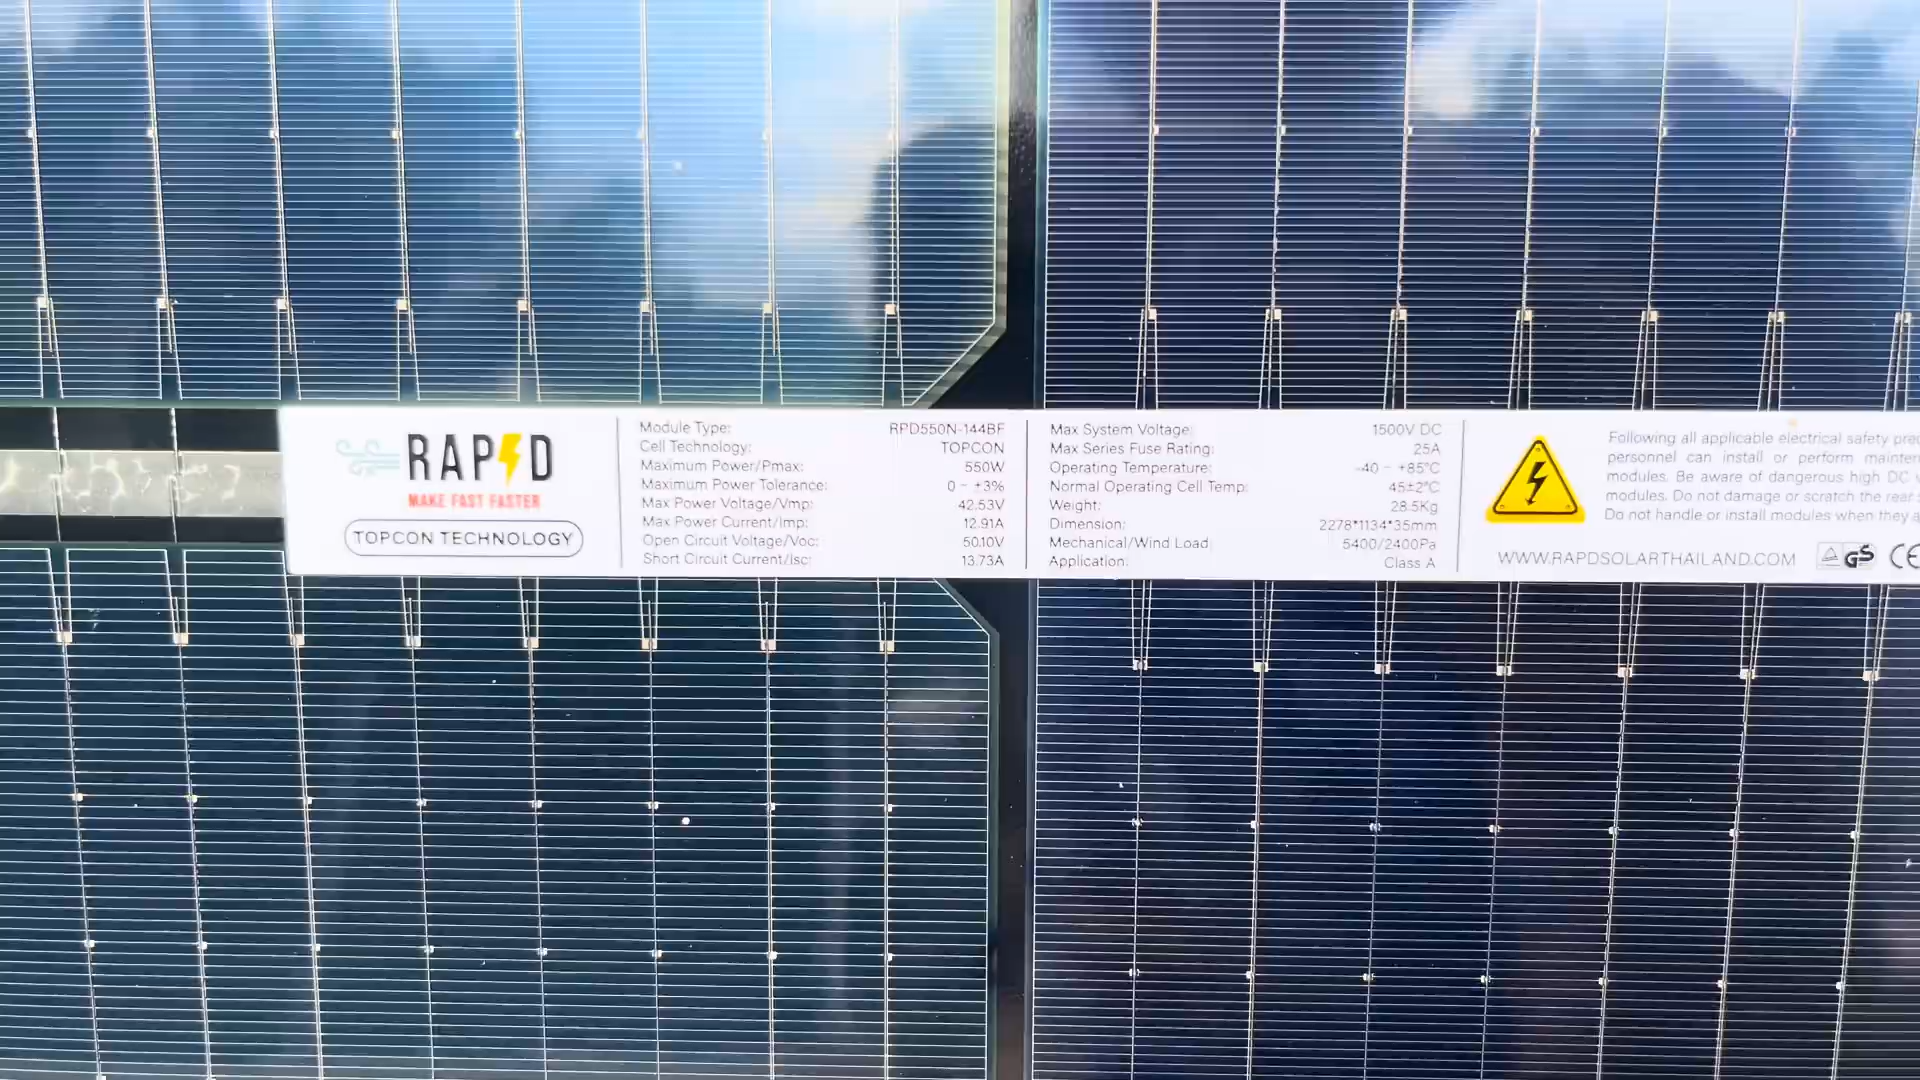 RAPD
MAKE FAST FASTER
TOPCON TECHNOLOGY
Module Type: RPD550N-144BF
Cell Technology: TOPCON
Maximum Power/Pmax: 550W
Maximum Power Tolerance: 0 ~ +3%
Max Power Voltage/Vmp: 42.53V
Max Power Current/Imp: 12.91A
Open Circuit Voltage/Voc: 50.10V
Short Circuit Current/Isc: 13.73A
Max System Voltage: 1500V DC
Max Series Fuse Rating: 25A
Operating Temperature: -40 ~ +85°C
Normal Operating Cell Temp: 45±2°C
Weight: 28.5Kg
Dimension: 2278*1134*35mm
Mechanical/Wind Load 5400/2400Pa
Application: Class A
Following all applicable electrical safety
personnel can install or perform
modules. Be aware of dangerous high DC
modules. Do not damage or scratch the rear
Do not handle or install modules when they
WWW.RAPDSOLARTHAILAND.COM GS CE